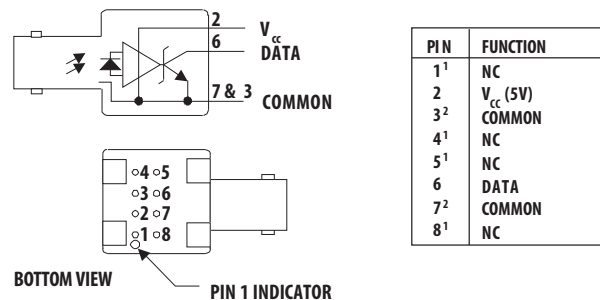 2
V cc
6
DATA
7 & 3
COMMON
4 5
3 6
2 7
1 8
BOTTOM VIEW
PIN 1 INDICATOR
PIN FUNCTION
1¹ NC
2 Vcc (5V)
3² COMMON
4¹ NC
5¹ NC
6 DATA
7² COMMON
8¹ NC